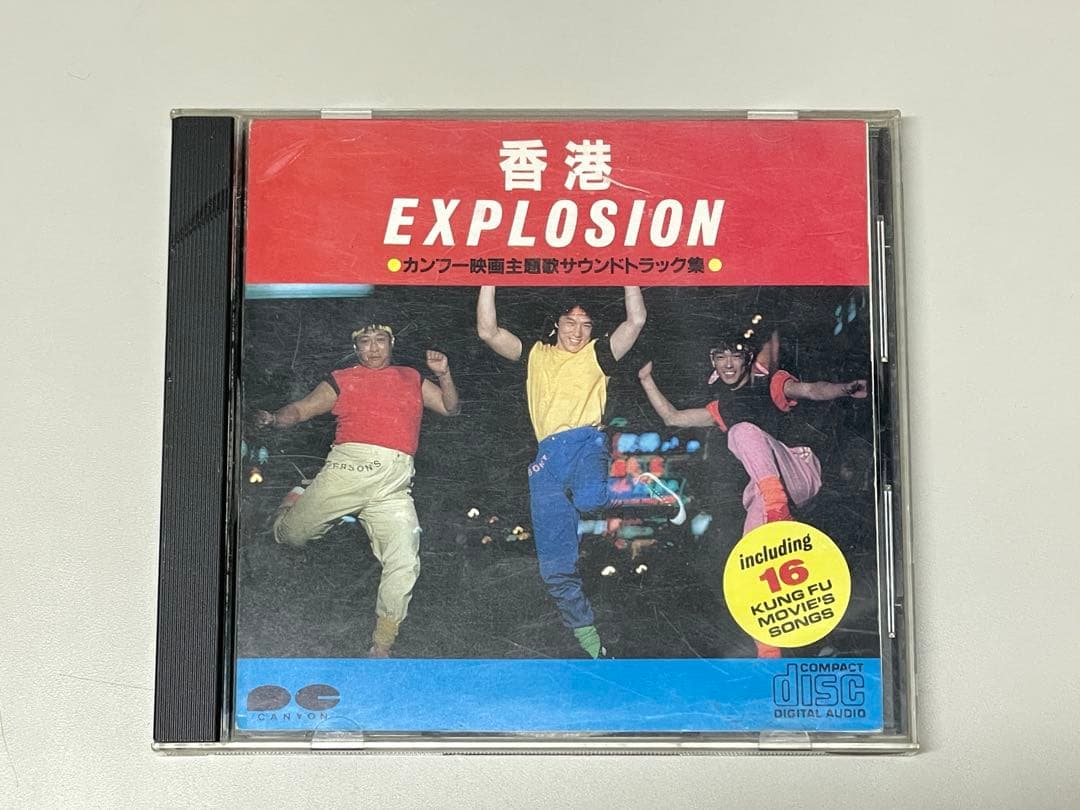 香港
EXPLOSION
●カンフー映画主題歌サウンドトラック集●
PERSON'S
including
16
KUNG FU
MOVIE'S
SONGS
CANYON
COMPACT
disc
DIGITAL AUDIO